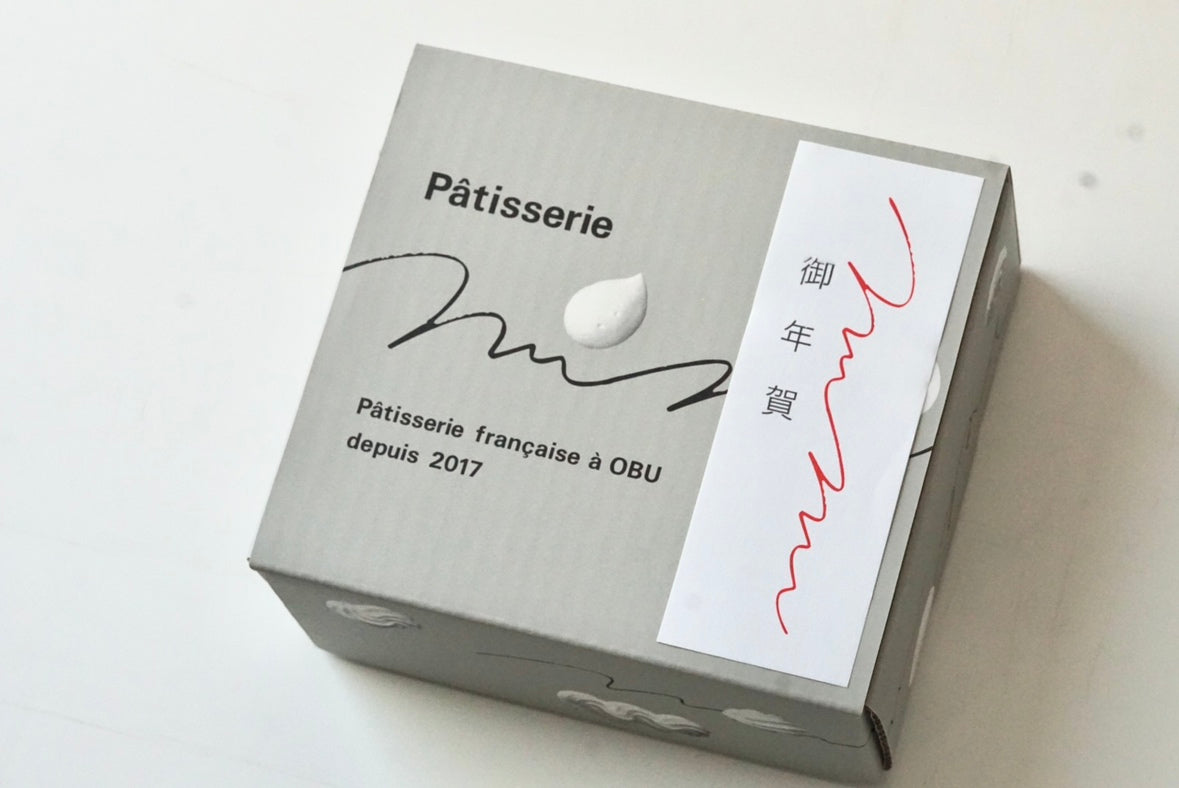 Pâtisserie
Pâtisserie française à OBU
depuis 2017
御年賀